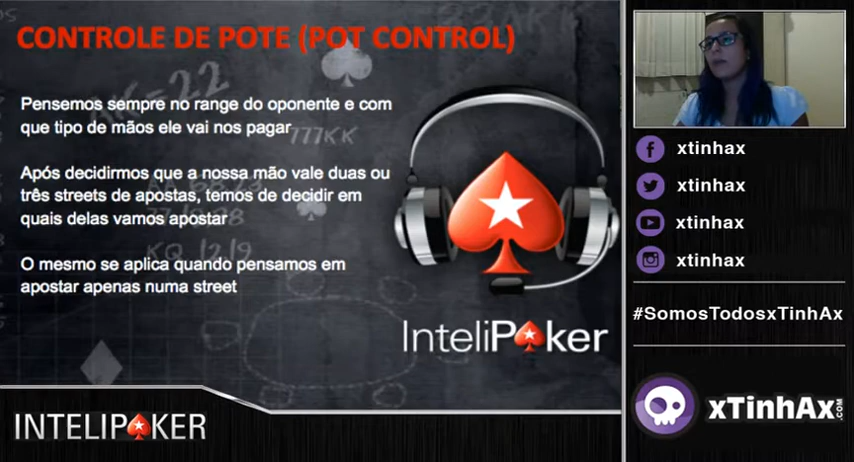 CONTROLE DE POTE (POT CONTROL)
Pensemos sempre no range do oponente e com
que tipo de mãos ele vai nos pagar
Após decidirmos que a nossa mão vale duas ou
três streets de apostas, temos de decidir em
quais delas vamos apostar
O mesmo se aplica quando pensamos em
apostar apenas numa street
777KK
InteliPoker
INTELIPOKER
xtinhax
xtinhax
xtinhax
xtinhax
#SomosTodosxTinhAx
xTinhAx.com